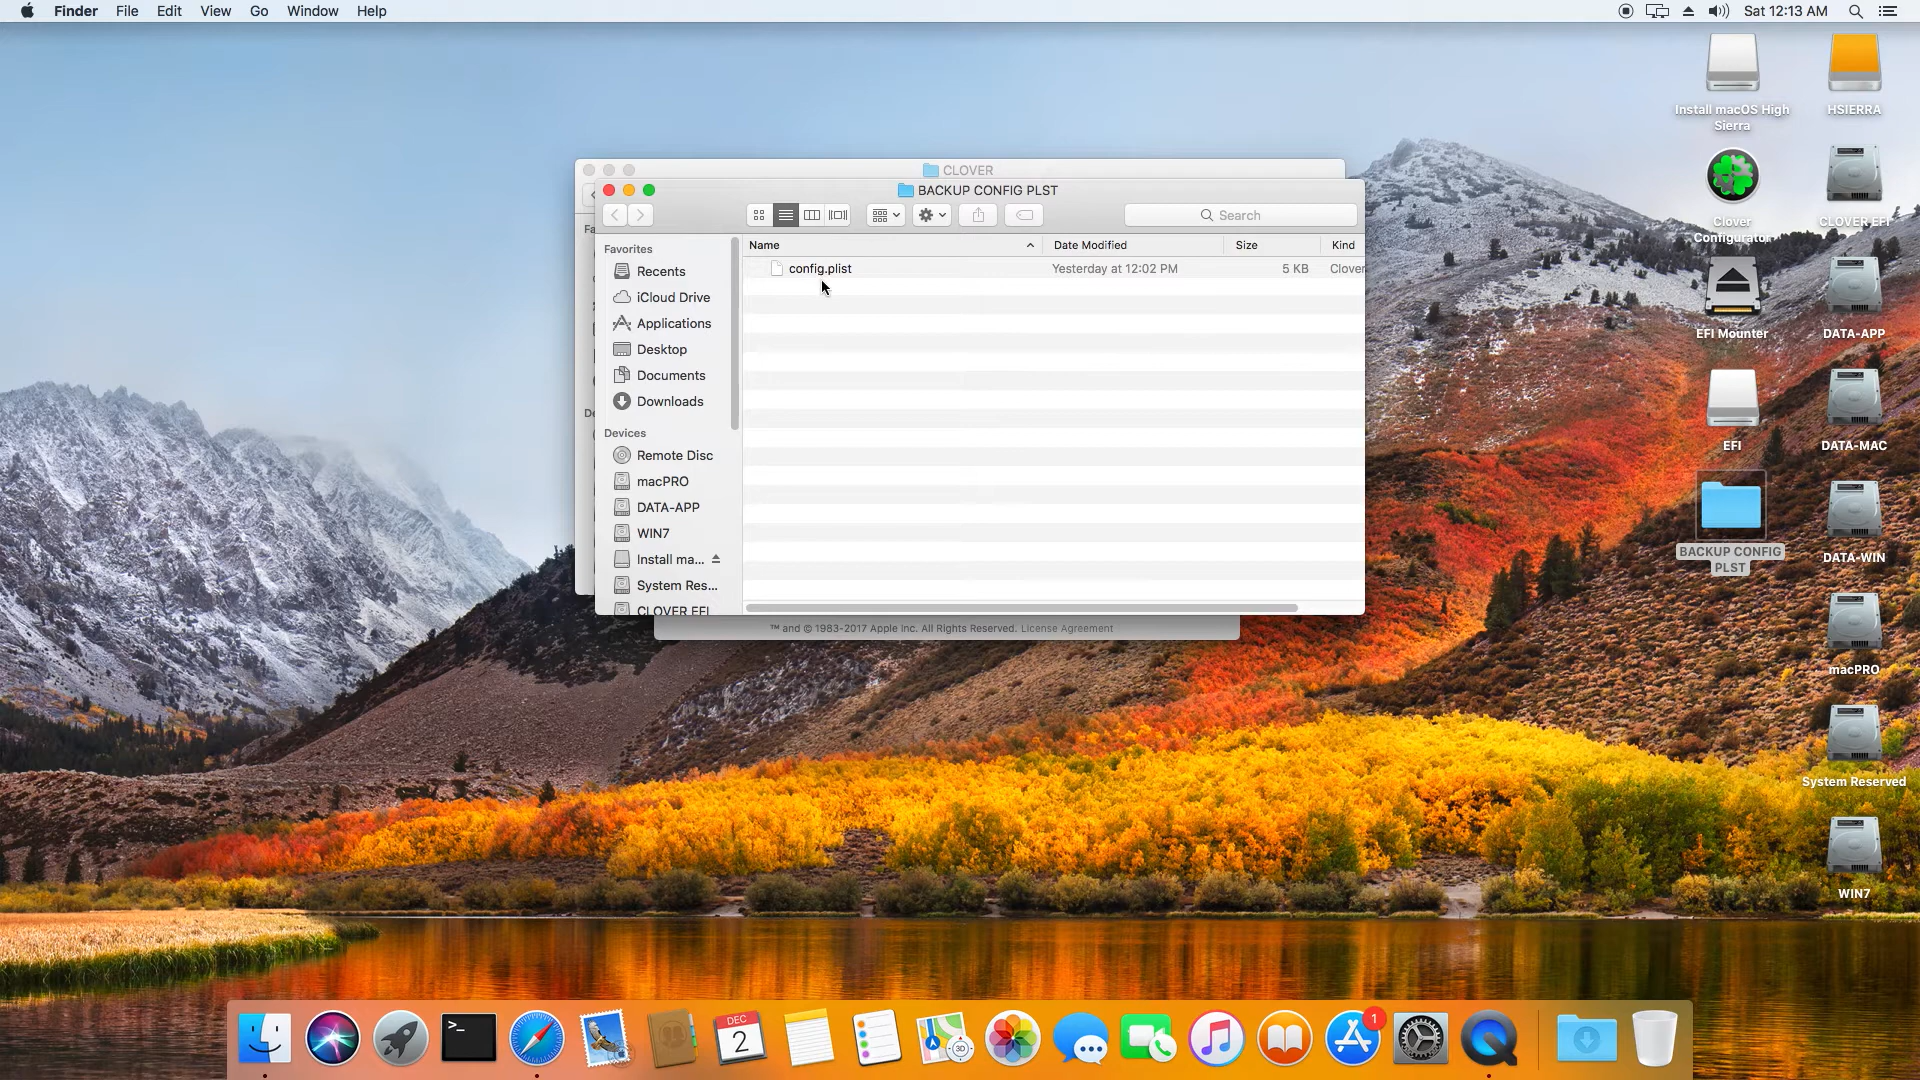 Finder File Edit View Go Window Help
Sat 12:13 AM
CLOVER
BACKUP CONFIG PLST
Search
Name
Date Modified
Size
Kind
config.plist
Yesterday at 12:02 PM
5 KB
Clover
Fa
De
Favorites
Recents
iCloud Drive
Applications
Desktop
Documents
Downloads
Devices
Remote Disc
macPRO
DATA-APP
WIN7
Install ma...
System Res...
CLOVER EFI
™ and © 1983-2017 Apple Inc. All Rights Reserved. License Agreement
Install macOS High
Sierra
HSIERRA
Clover
Configurator
CLOVER EFI
EFI Mounter
DATA-APP
EFI
DATA-MAC
BACKUP CONFIG
PLST
DATA-WIN
macPRO
System Reserved
WIN7
>_
DEC
2
3D
1